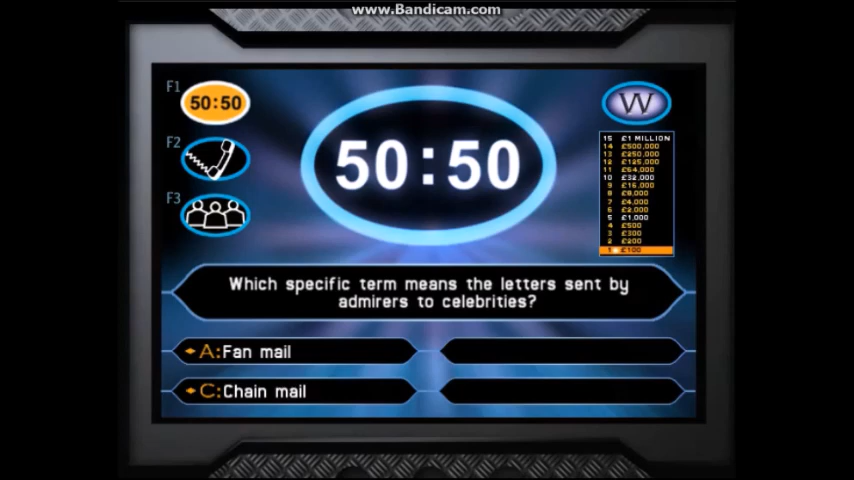 www.Bandicam.com
F1
50:50
F2
F3
50:50
W
15 £1 MILLION
14 £500,000
13 £250,000
12 £125,000
11 £64,000
10 £32,000
9 £16,000
8 £8,000
7 £4,000
6 £2,000
5 £1,000
4 £500
3 £300
2 £200
1 £100
Which specific term means the letters sent by
admirers to celebrities?
A:Fan mail
C:Chain mail